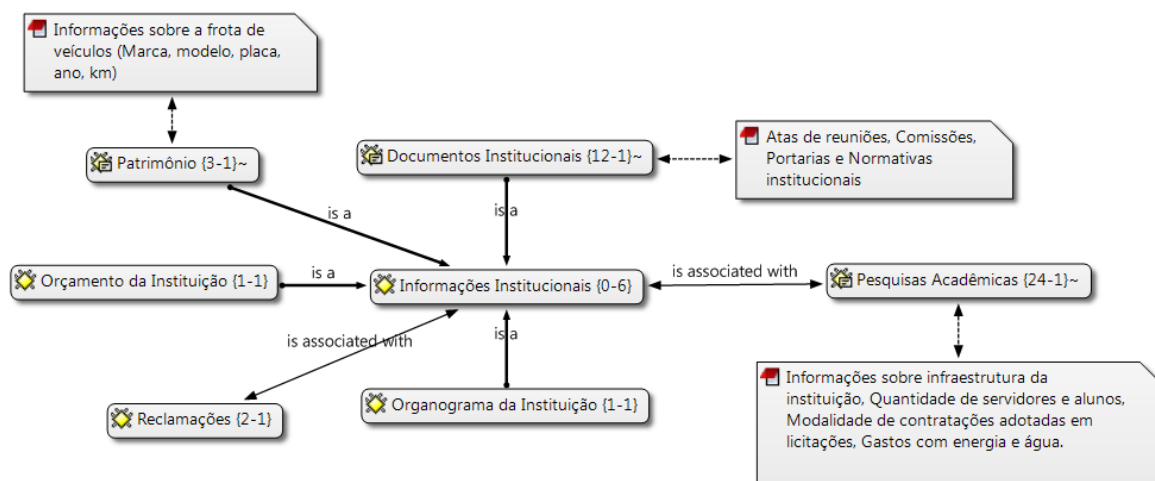 Informações sobre a frota de
veículos (Marca, modelo, placa,
ano, km)
Patrimônio {3-1}~
Documentos Institucionais {12-1}~
Atas de reuniões, Comissões,
Portarias e Normativas
institucionais
is a
is a
Orçamento da Instituição {1-1}
is a
Informações Institucionais {0-6}
is associated with
Pesquisas Acadêmicas {24-1}~
is associated with
is a
Reclamações {2-1}
Organograma da Instituição {1-1}
Informações sobre infraestrutura da
instituição, Quantidade de servidores e alunos,
Modalidade de contratações adotadas em
licitações, Gastos com energia e água.